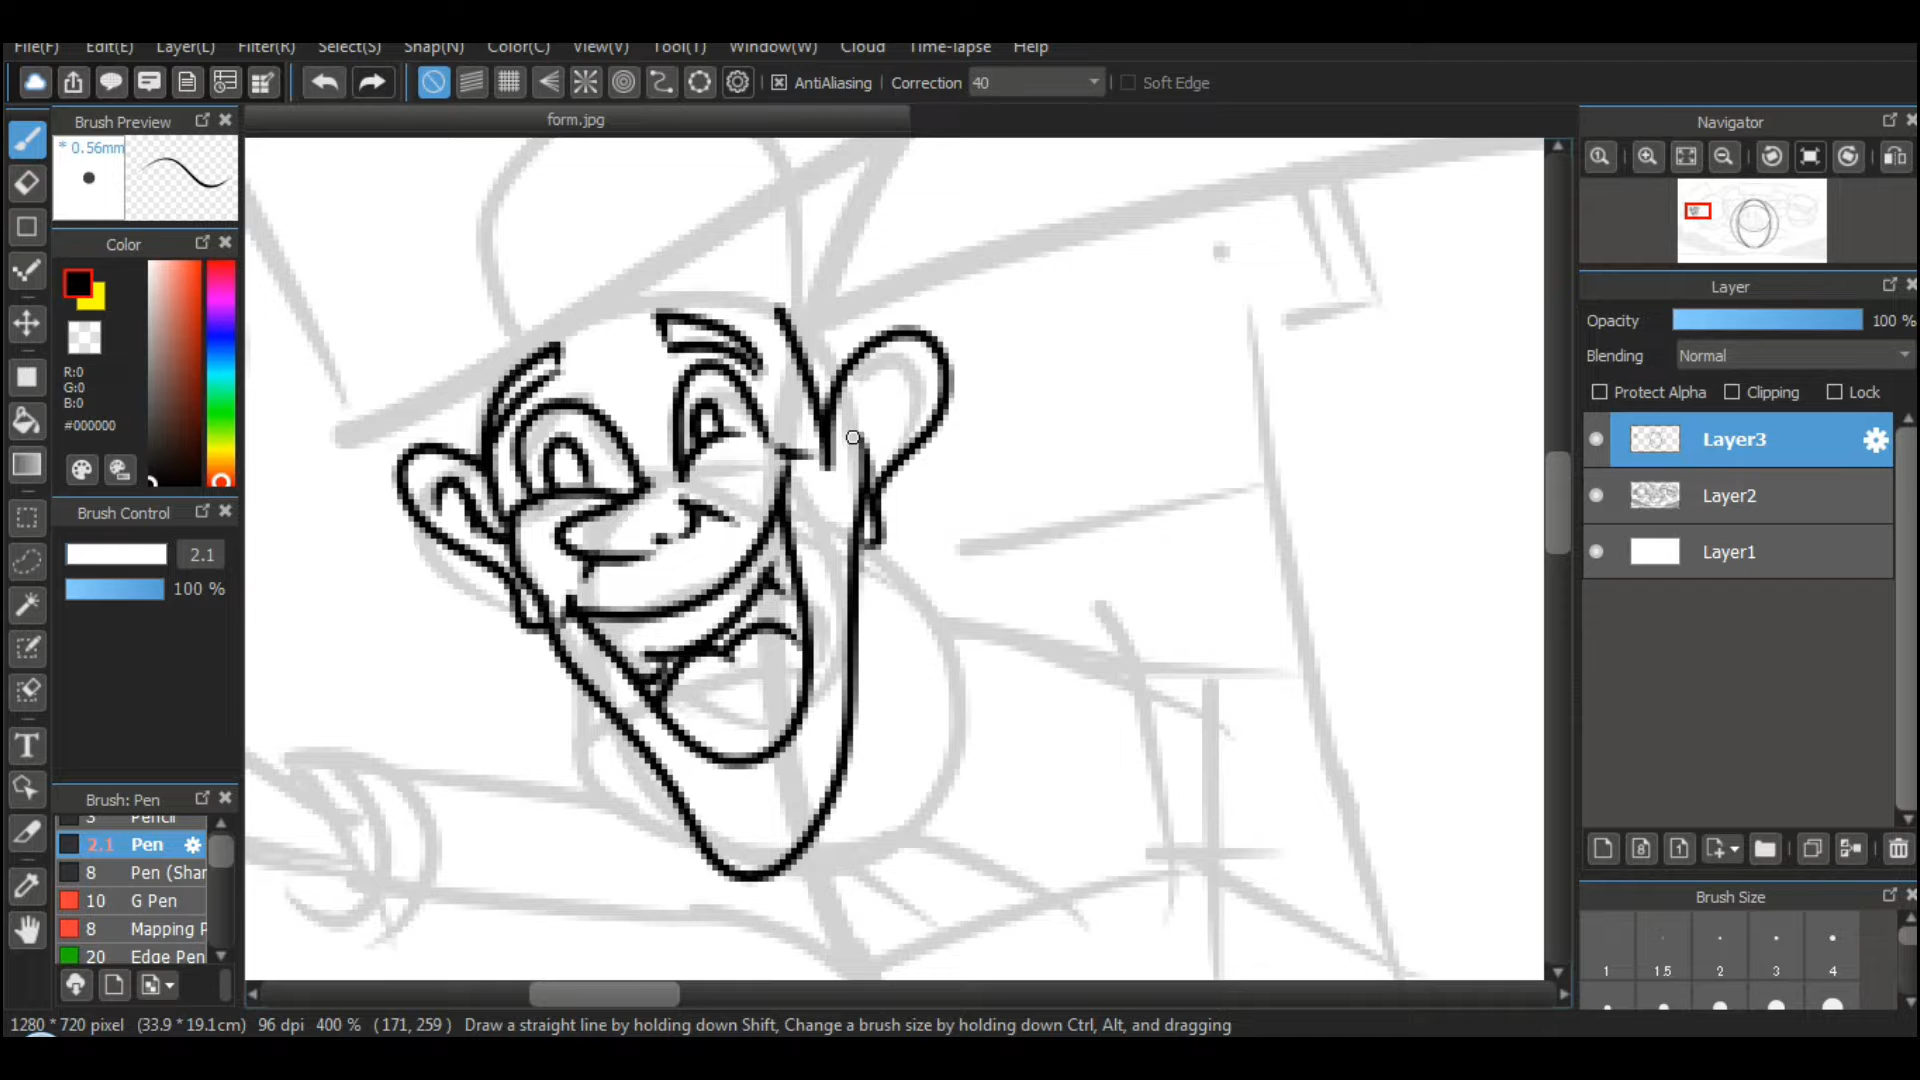 File(F) Edit(E) Layer(L) Filter(R) Select(S) Snap(N) Color(C) View(V) Tool(T) Window(W) Cloud Time-lapse Help
AntiAliasing Correction 40 Soft Edge
Brush Preview
form.jpg
Navigator
* 0.56mm
Color
Layer
Opacity 100 %
Blending Normal
R:0
G:0
B:0
#000000
Protect Alpha Clipping Lock
Layer3
Layer2
Layer1
Brush Control
2.1
100 %
Brush: Pen
3 Pencil
2.1 Pen
8 Pen (Shar
10 G Pen
8 Mapping P
20 Edge Pen
T
Brush Size
1 1.5 2 3 4
1280 * 720 pixel (33.9 * 19.1cm) 96 dpi 400 % ( 171, 259 ) Draw a straight line by holding down Shift, Change a brush size by holding down Ctrl, Alt, and dragging